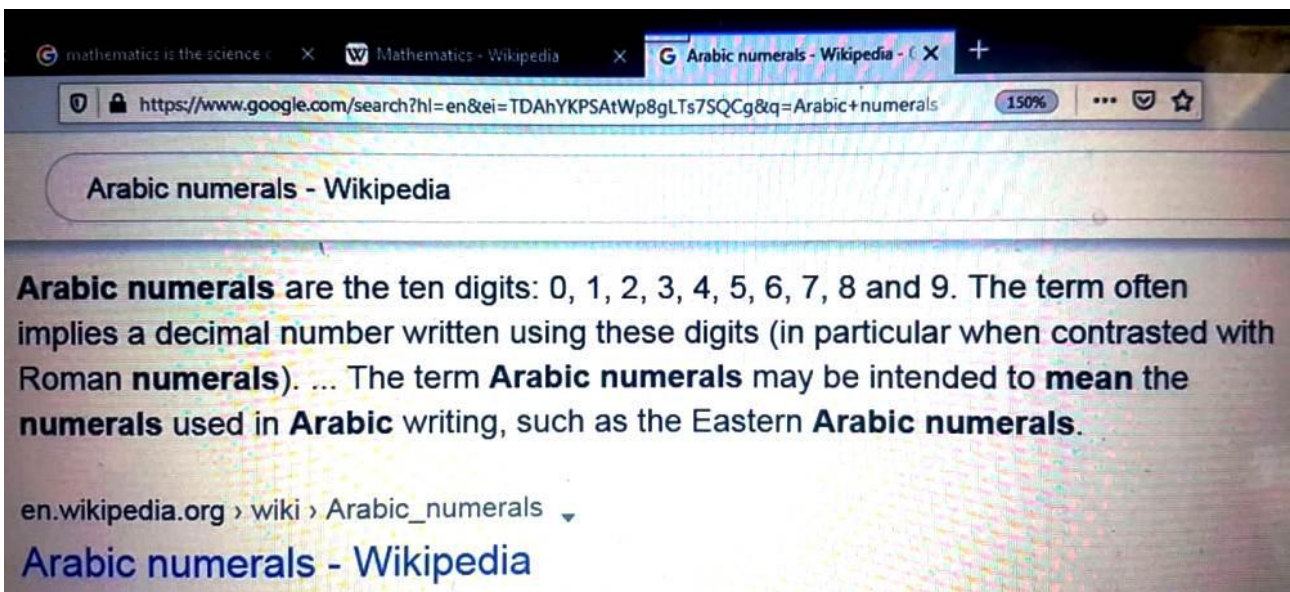 mathematics is the science Mathematics - Wikipedia Arabic numerals - Wikipedia -
https://www.google.com/search?hl=en&ei=TDAhYKPSAtWp8gLTs7SQCg&q=Arabic+numerals 150%
Arabic numerals - Wikipedia
Arabic numerals are the ten digits: 0, 1, 2, 3, 4, 5, 6, 7, 8 and 9. The term often
implies a decimal number written using these digits (in particular when contrasted with
Roman numerals). ... The term Arabic numerals may be intended to mean the
numerals used in Arabic writing, such as the Eastern Arabic numerals.
en.wikipedia.org › wiki › Arabic_numerals
Arabic numerals - Wikipedia